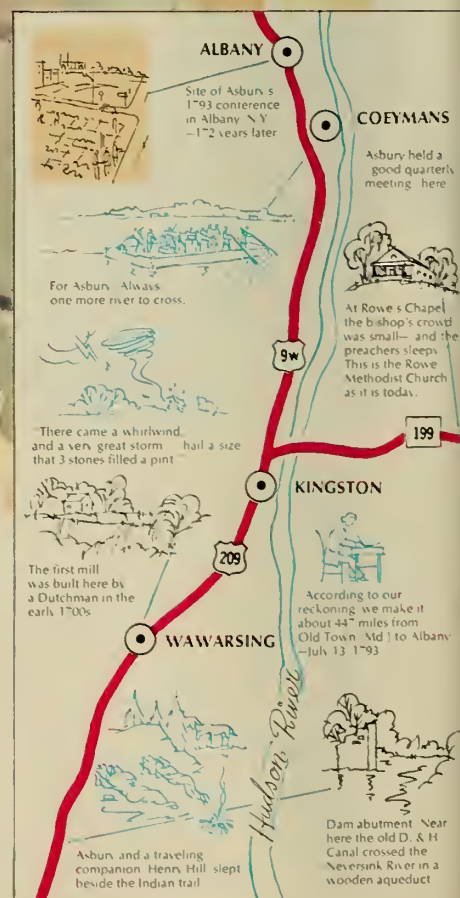 ALBANY
Site of Asbury s
1793 conference
in Albany N Y
–172 years later
COEYMANS
Asbury held a
good quarterly
meeting here
For Asbury Always
one more river to cross.
At Rowe s Chapel
the bishop's crowd
was small— and the
preachers sleepy
This is the Rowe
Methodist Church
as it is today.
9w
199
There came a whirlwind
and a very great storm hail a size
that 3 stones filled a pint
KINGSTON
209
The first mill
was built here by
a Dutchman in the
early 1700s
According to our
reckoning we make it
about 447 miles from
Old Town Md ) to Albany
–July 13 1793
WAWARSING
Hudson River
Asbury and a traveling
companion Henry Hill slept
beside the Indian trail
Dam abutment Near
here the old D. & H
Canal crossed the
Neversink River in a
wooden aqueduct